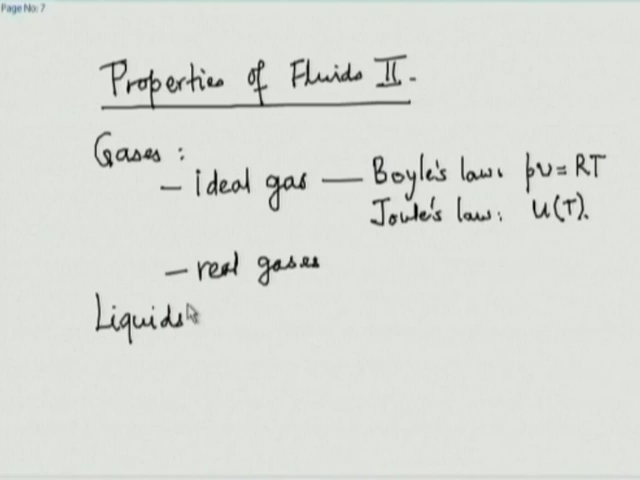 Page No: 7
Properties of Fluids II.
Gases :
– ideal gas — Boyle's law. pv = RT
Joule's law: u(T).
– real gases
Liquids